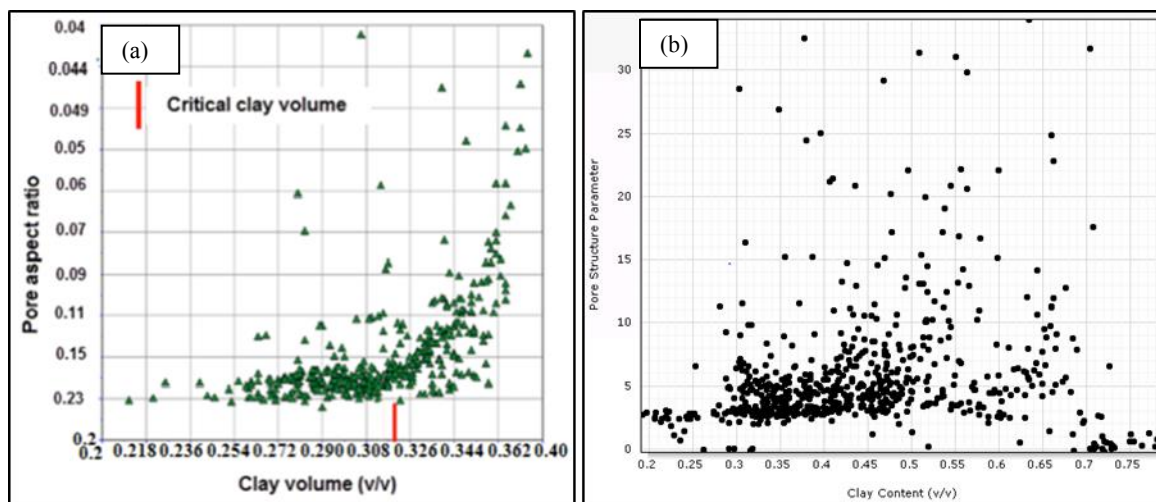 (a)
0.04
0.044
0.049
0.05
0.06
0.07
0.09
0.11
0.15
0.23
0.2
Critical clay volume
Pore aspect ratio
0.2 0.218 0.236 0.254 0.272 0.290 0.308 0.326 0.344 0.362 0.40
Clay volume (v/v)
(b)
30
25
20
15
10
5
0
Pore Structure Parameter
0.2 0.25 0.3 0.35 0.4 0.45 0.5 0.55 0.6 0.65 0.7 0.75
Clay Content (v/v)